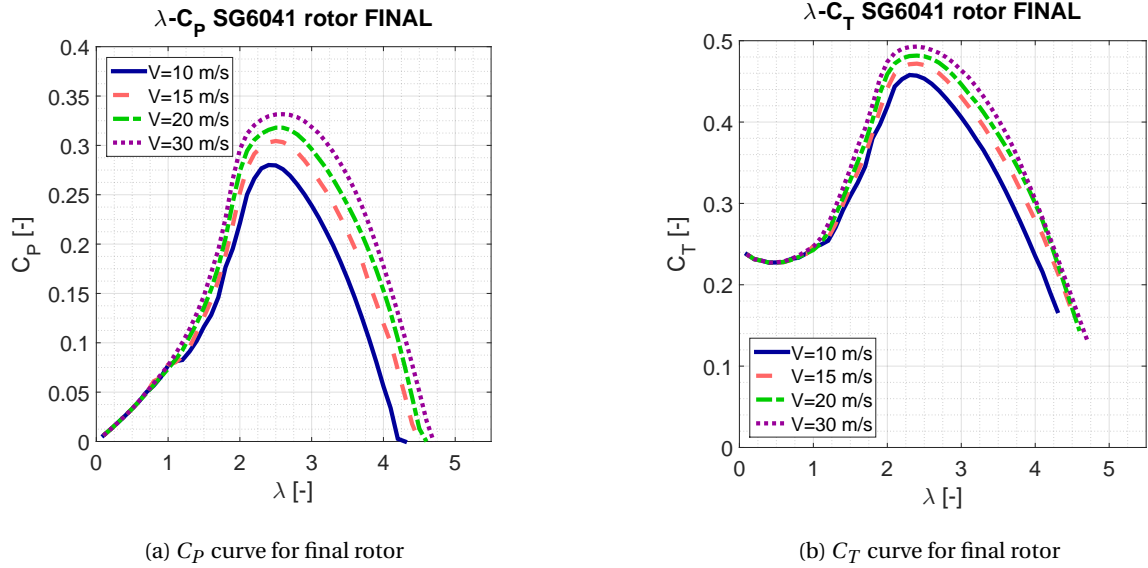 λ-C_P SG6041 rotor FINAL
0.4
0.35
0.3
0.25
0.2
0.15
0.1
0.05
0
C_P [-]
V=10 m/s
V=15 m/s
V=20 m/s
V=30 m/s
0 1 2 3 4 5
λ [-]
(a) C_P curve for final rotor
λ-C_T SG6041 rotor FINAL
0.5
0.4
0.3
0.2
0.1
0
C_T [-]
V=10 m/s
V=15 m/s
V=20 m/s
V=30 m/s
0 1 2 3 4 5
λ [-]
(b) C_T curve for final rotor